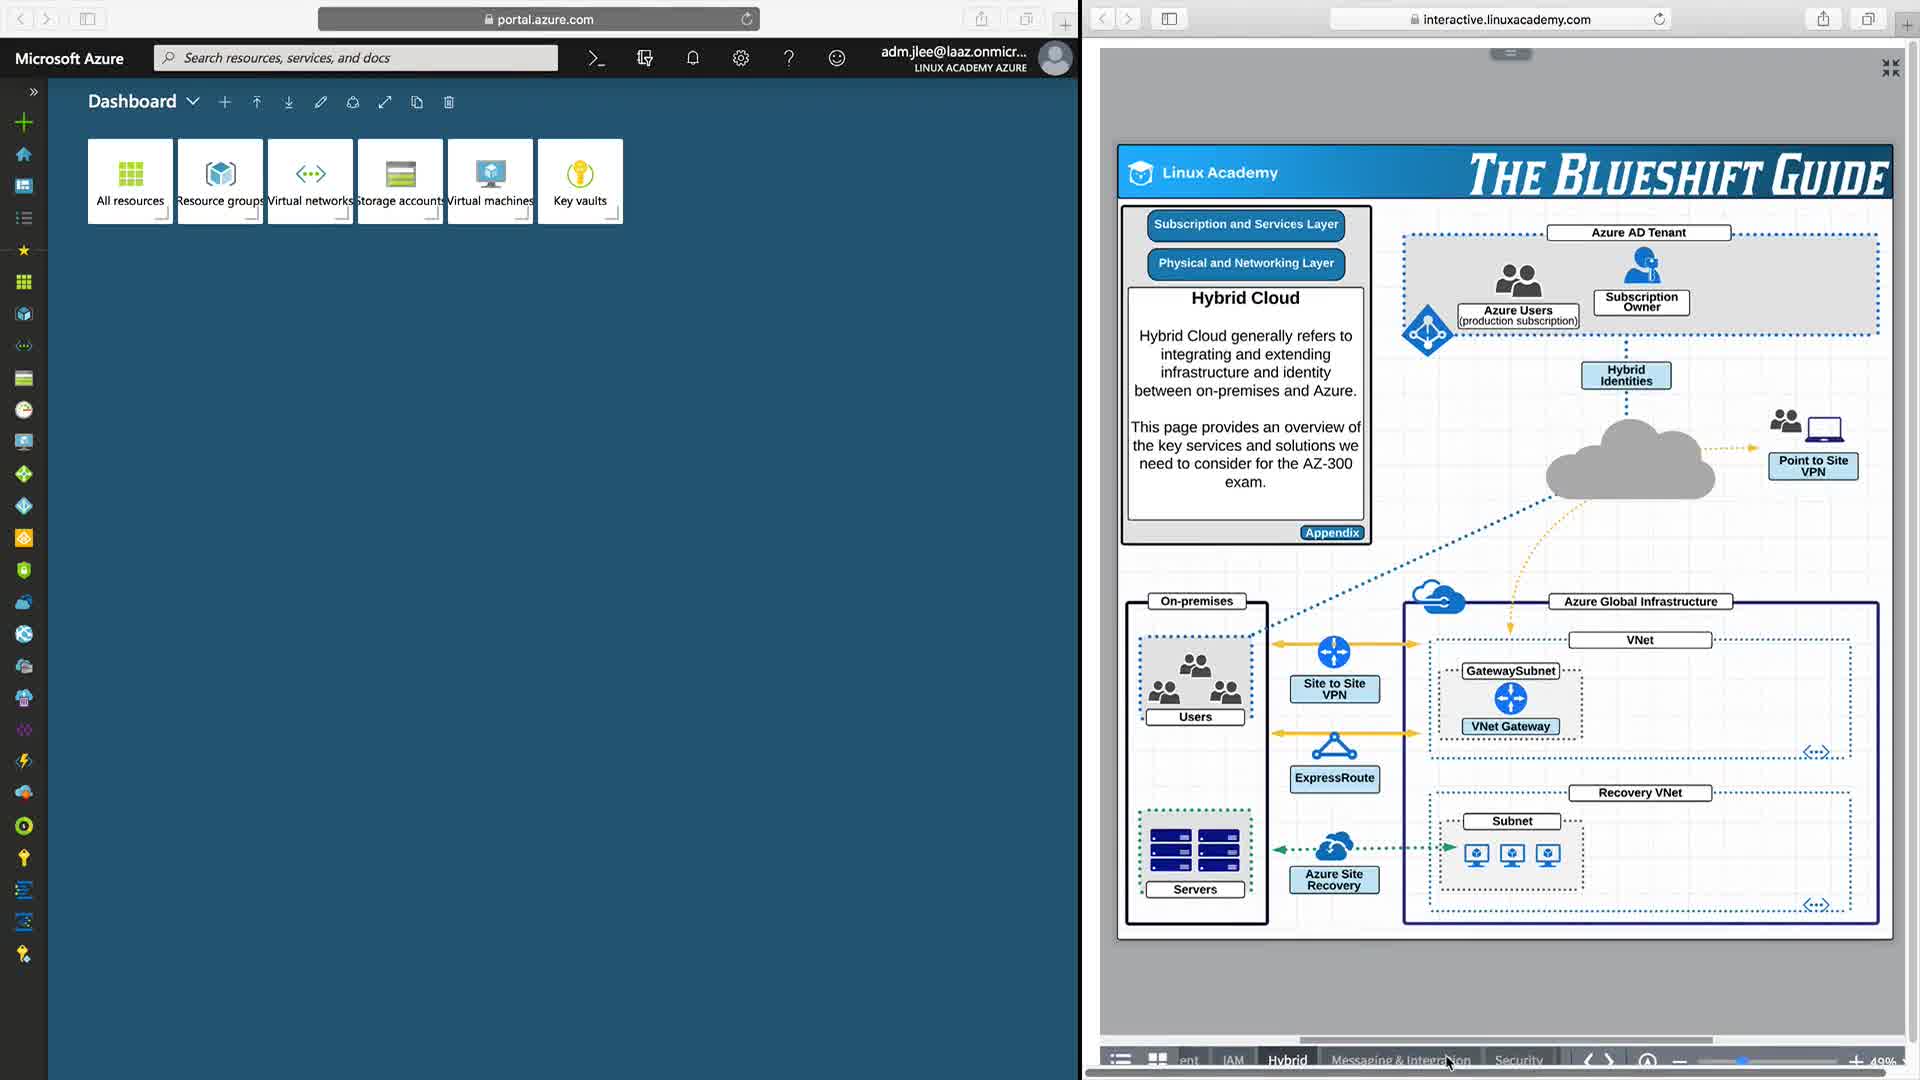 portal.azure.com
Microsoft Azure
Search resources, services, and docs
adm.jlee@laaz.onmicr...
LINUX ACADEMY AZURE
Dashboard
All resources
Resource groups
Virtual networks
Storage accounts
Virtual machines
Key vaults
interactive.linuxacademy.com
Linux Academy
THE BLUESHIFT GUIDE
Subscription and Services Layer
Physical and Networking Layer
Hybrid Cloud
Hybrid Cloud generally refers to
integrating and extending
infrastructure and identity
between on-premises and Azure.
This page provides an overview of
the key services and solutions we
need to consider for the AZ-300
exam.
Appendix
Azure AD Tenant
Azure Users
(production subscription)
Subscription
Owner
Hybrid
Identities
Point to Site
VPN
On-premises
Users
Servers
Site to Site
VPN
ExpressRoute
Azure Site
Recovery
Azure Global Infrastructure
VNet
GatewaySubnet
VNet Gateway
Recovery VNet
Subnet
ent
IAM
Hybrid
Messaging & Integration
Security
49%